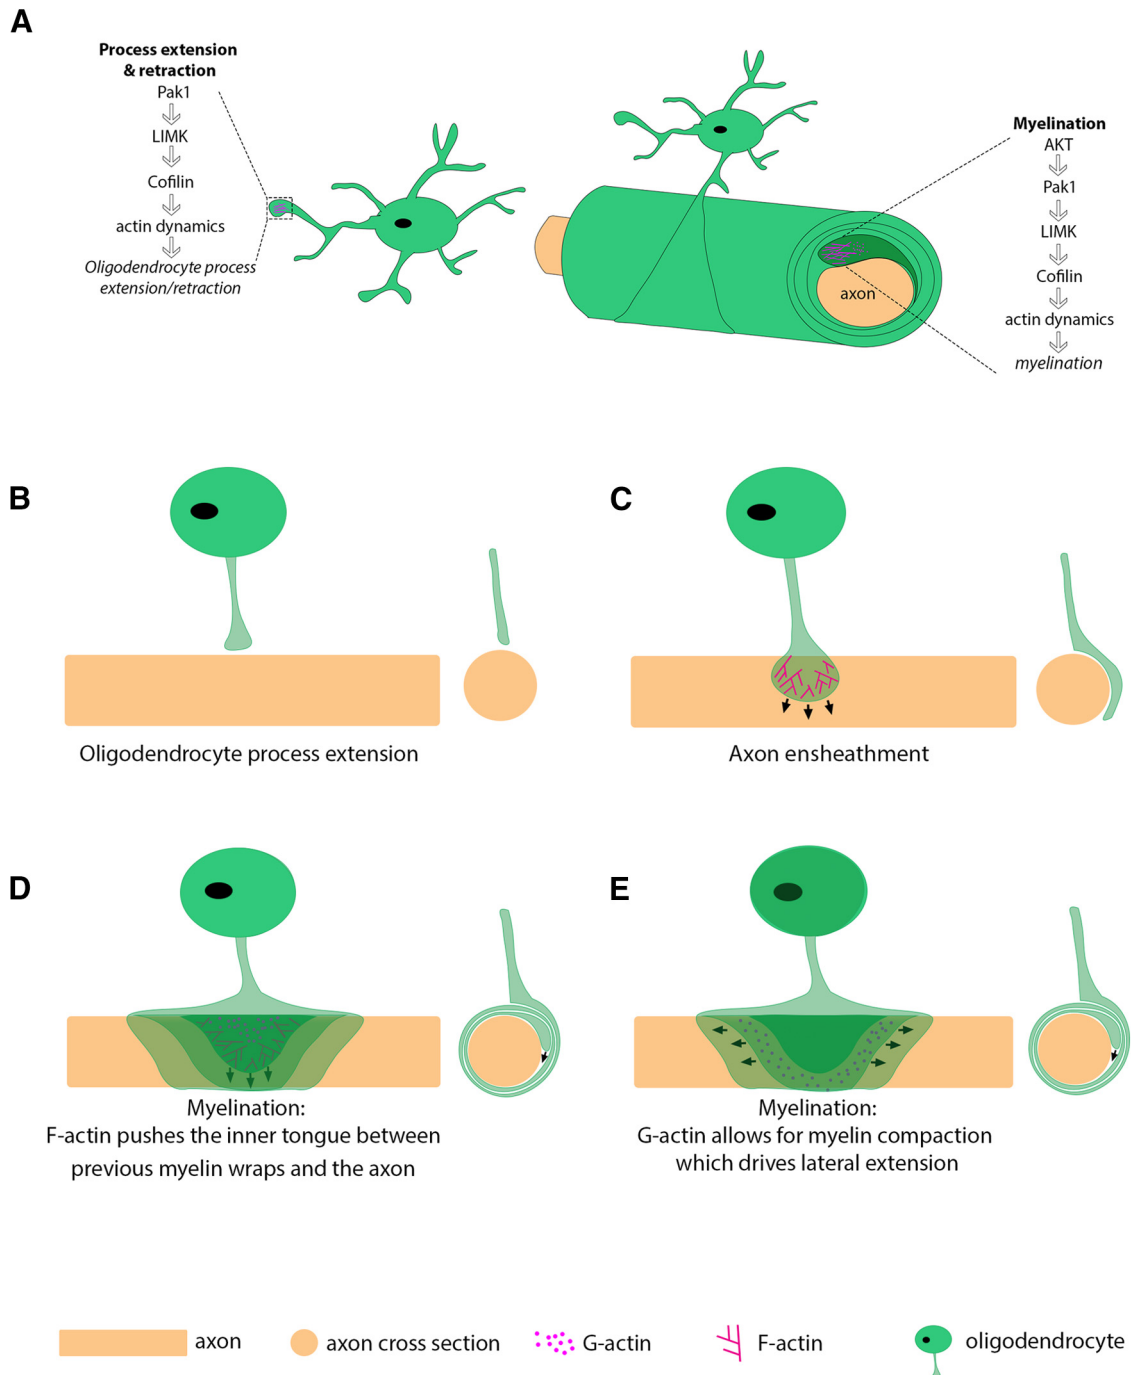 A
Process extension
& retraction
Pak1
LIMK
Cofilin
actin dynamics
Oligodendrocyte process
extension/retraction
axon
Myelination
AKT
Pak1
LIMK
Cofilin
actin dynamics
myelination
B
Oligodendrocyte process extension
C
Axon ensheathment
D
Myelination:
F-actin pushes the inner tongue between
previous myelin wraps and the axon
E
Myelination:
G-actin allows for myelin compaction
which drives lateral extension
axon
axon cross section
G-actin
F-actin
oligodendrocyte